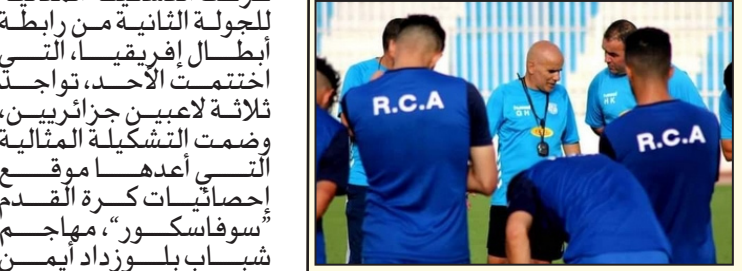 للجولة الثانية من رابطة
أبطال إفريقيا، التي
اختتمت الأحد، تواجد
ثلاثة لاعبين جزائريين،
وضمت التشكيلة المثالية
التي أعدها موقع
إحصائيات كرة القدم
”سوفاسكور“، مهاجم
شباب بلوزداد أيمن
R.C.A
R.C.A
G H
H K